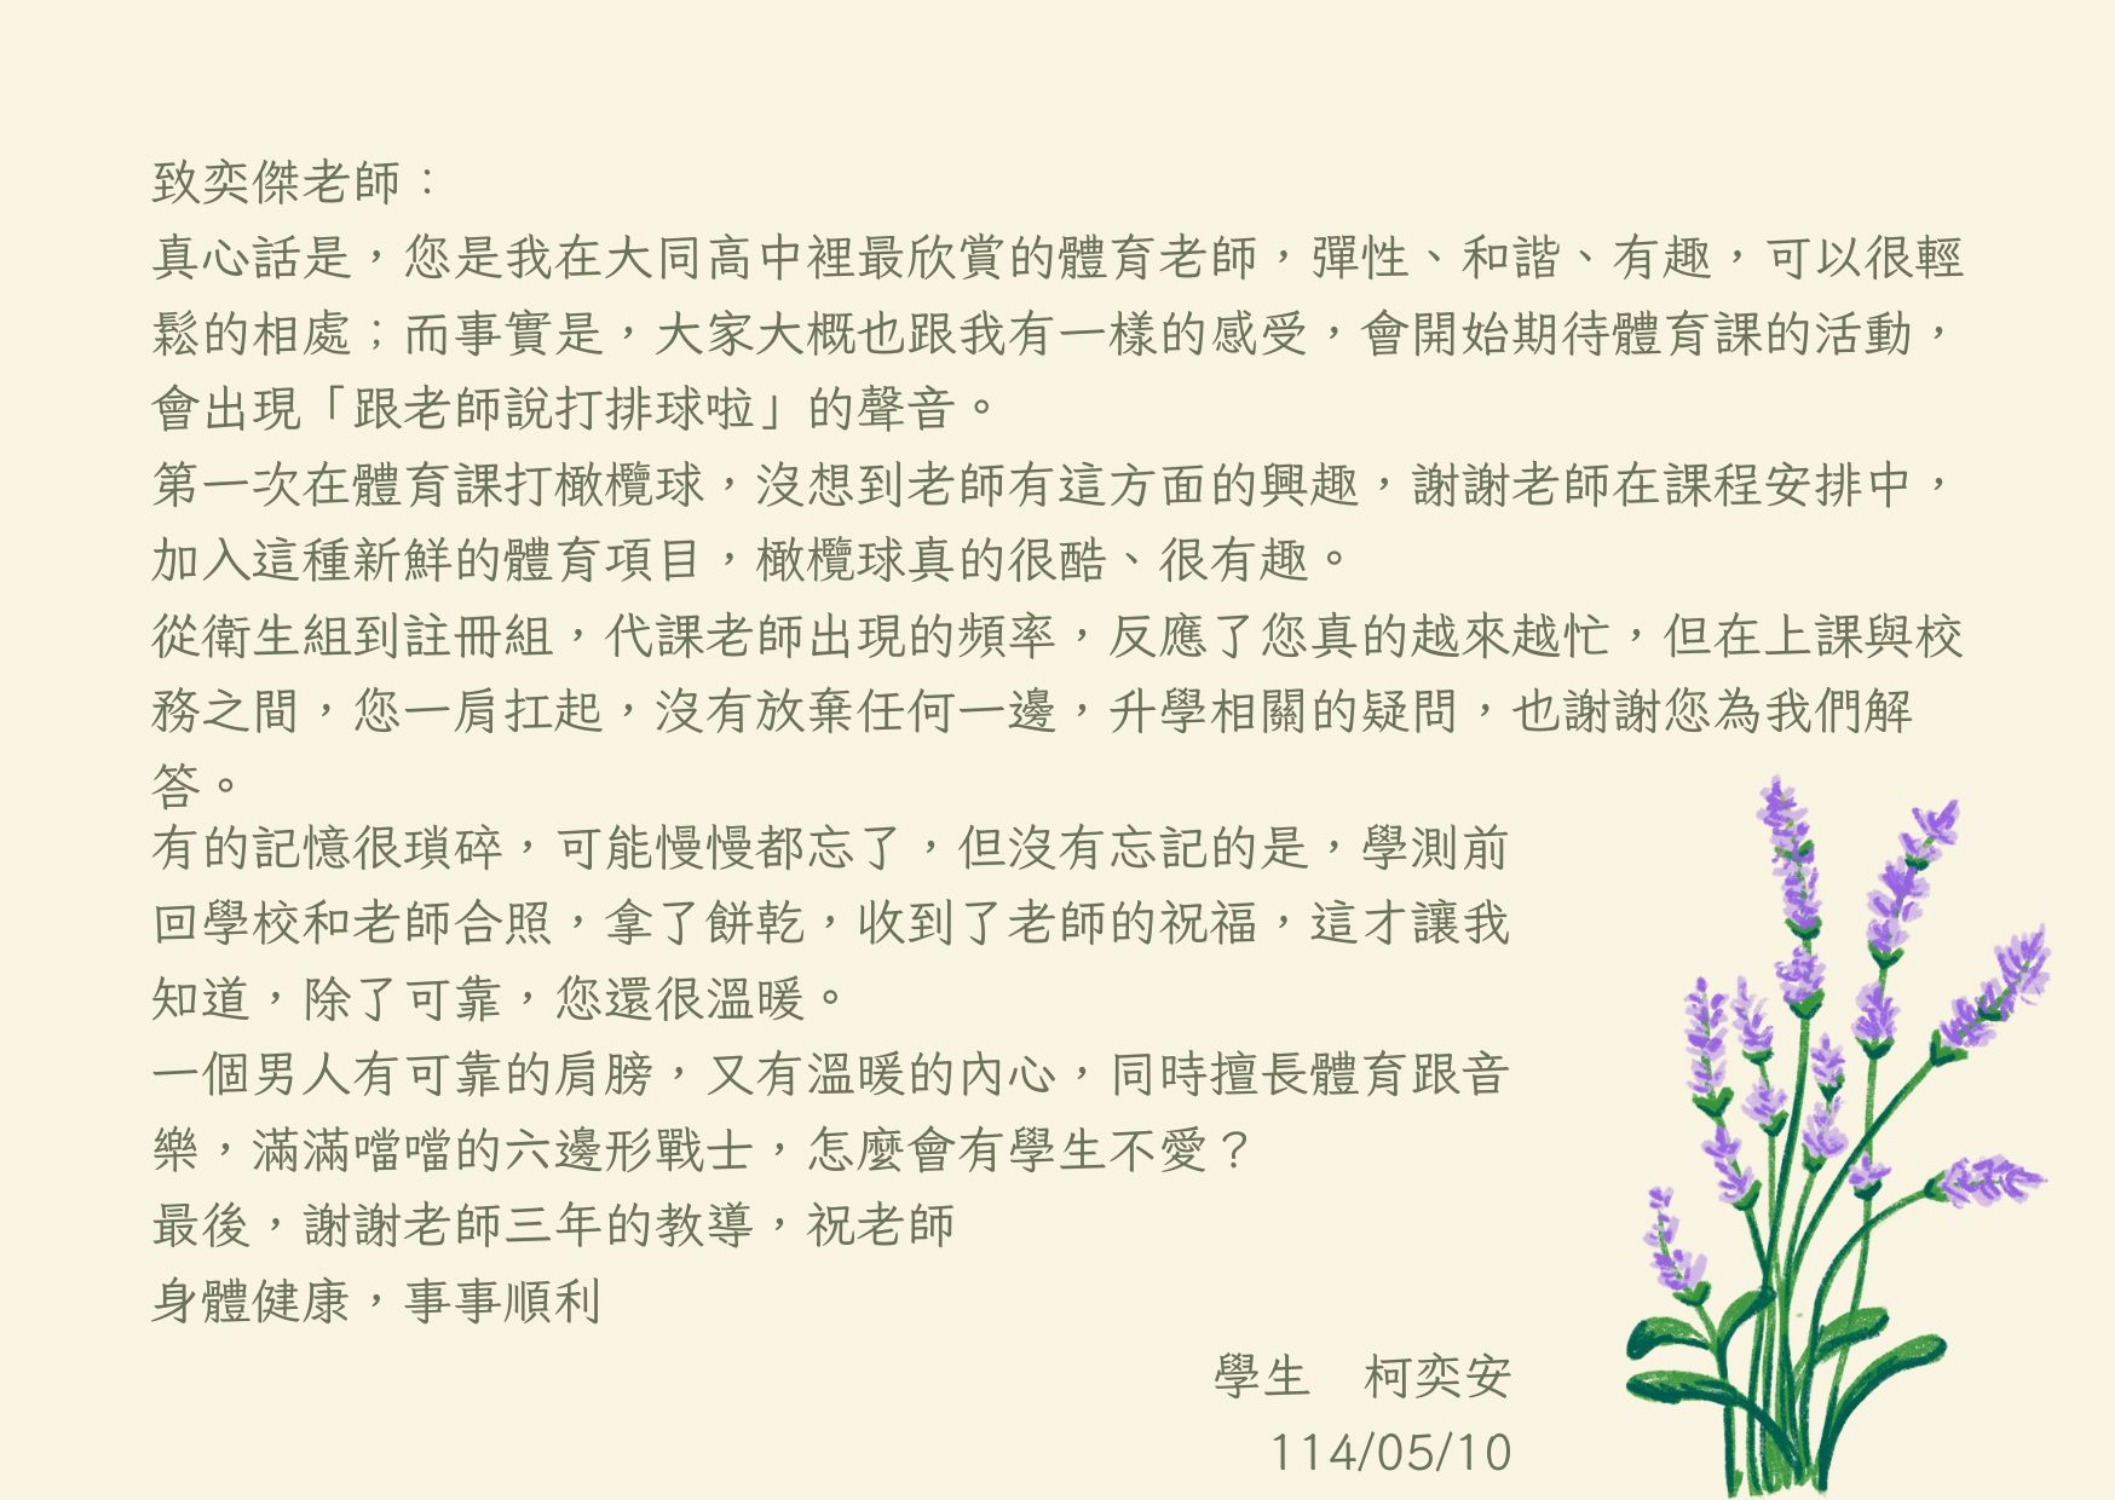 致奕傑老師：
真心話是，您是我在大同高中裡最欣賞的體育老師，彈性、和諧、有趣，可以很輕
鬆的相處；而事實是，大家大概也跟我有一樣的感受，會開始期待體育課的活動，
會出現「跟老師說打排球啦」的聲音。
第一次在體育課打橄欖球，沒想到老師有這方面的興趣，謝謝老師在課程安排中，
加入這種新鮮的體育項目，橄欖球真的很酷、很有趣。
從衛生組到註冊組，代課老師出現的頻率，反應了您真的越來越忙，但在上課與校
務之間，您一肩扛起，沒有放棄任何一邊，升學相關的疑問，也謝謝您為我們解
答。
有的記憶很瑣碎，可能慢慢都忘了，但沒有忘記的是，學測前
回學校和老師合照，拿了餅乾，收到了老師的祝福，這才讓我
知道，除了可靠，您還很溫暖。
一個男人有可靠的肩膀，又有溫暖的內心，同時擅長體育跟音
樂，滿滿噹噹的六邊形戰士，怎麼會有學生不愛？
最後，謝謝老師三年的教導，祝老師
身體健康，事事順利
學生　柯奕安
114/05/10